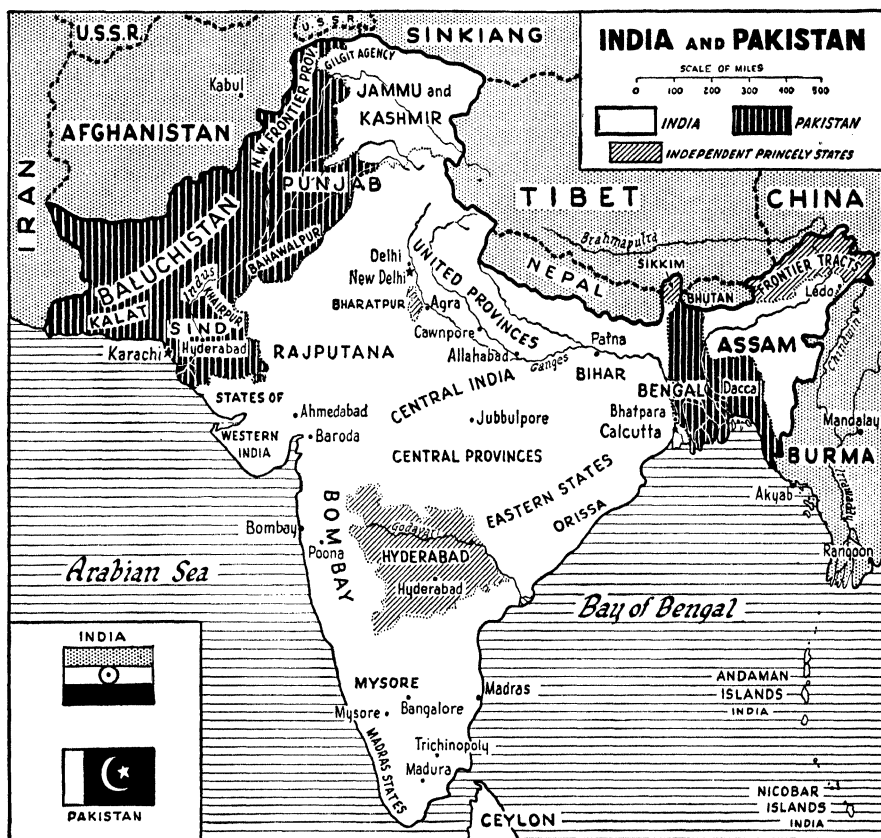 INDIA AND PAKISTAN
SCALE OF MILES
0 100 200 300 400 500
INDIA
PAKISTAN
INDEPENDENT PRINCELY STATES
U.S.S.R.
U.S.S.R.
SINKIANG
Kabul
AFGHANISTAN
IRAN
N.W. FRONTIER PROV.
GILGIT AGENCY
JAMMU and
KASHMIR
PUNJAB
TIBET
CHINA
BALUCHISTAN
BAHAWALPUR
Brahmaputra
SIKKIM
NEPAL
BHUTAN
FRONTIER TRACTS
Ledo
Delhi
New Delhi
UNITED PROVINCES
BHARATPUR
Agra
KALAT
Indus
KHAIRPUR
SIND
Hyderabad
Karachi
RAJPUTANA
Cawnpore
Allahabad
Ganges
Patna
BIHAR
ASSAM
Chindwin
STATES OF
WESTERN
INDIA
Ahmedabad
Baroda
CENTRAL INDIA
Jubbulpore
BENGAL
Dacca
Bhatpara
Calcutta
Mandalay
BURMA
CENTRAL PROVINCES
EASTERN STATES
ORISSA
Akyab
Irrawaddy
Rangoon
Bombay
BOMBAY
Poona
Godavari
HYDERABAD
Hyderabad
Arabian Sea
Bay of Bengal
INDIA
PAKISTAN
MYSORE
Mysore
Bangalore
Madras
MADRAS STATES
Trichinopoly
Madura
CEYLON
ANDAMAN
ISLANDS
INDIA
NICOBAR
ISLANDS
INDIA